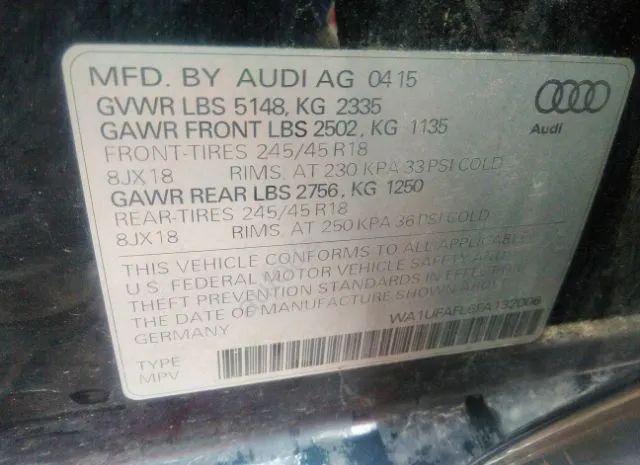 MFD. BY AUDI AG 04 15
GVWR LBS 5148, KG 2335
GAWR FRONT LBS 2502, KG 1135
FRONT-TIRES 245/45 R18
8JX18 RIMS. AT 230 KPA 33 PSI COLD
GAWR REAR LBS 2756, KG 1250
REAR-TIRES 245/45 R18
8JX18 RIMS. AT 250 KPA 36 PSI COLD
Audi
THIS VEHICLE CONFORMS TO ALL APPLICABLE
U.S. FEDERAL MOTOR VEHICLE SAFETY AND
THEFT PREVENTION STANDARDS IN EFFECT ON
THE DATE OF MANUFACTURE SHOWN ABOVE
GERMANY WA1UFAFL6FA132006
TYPE
MPV